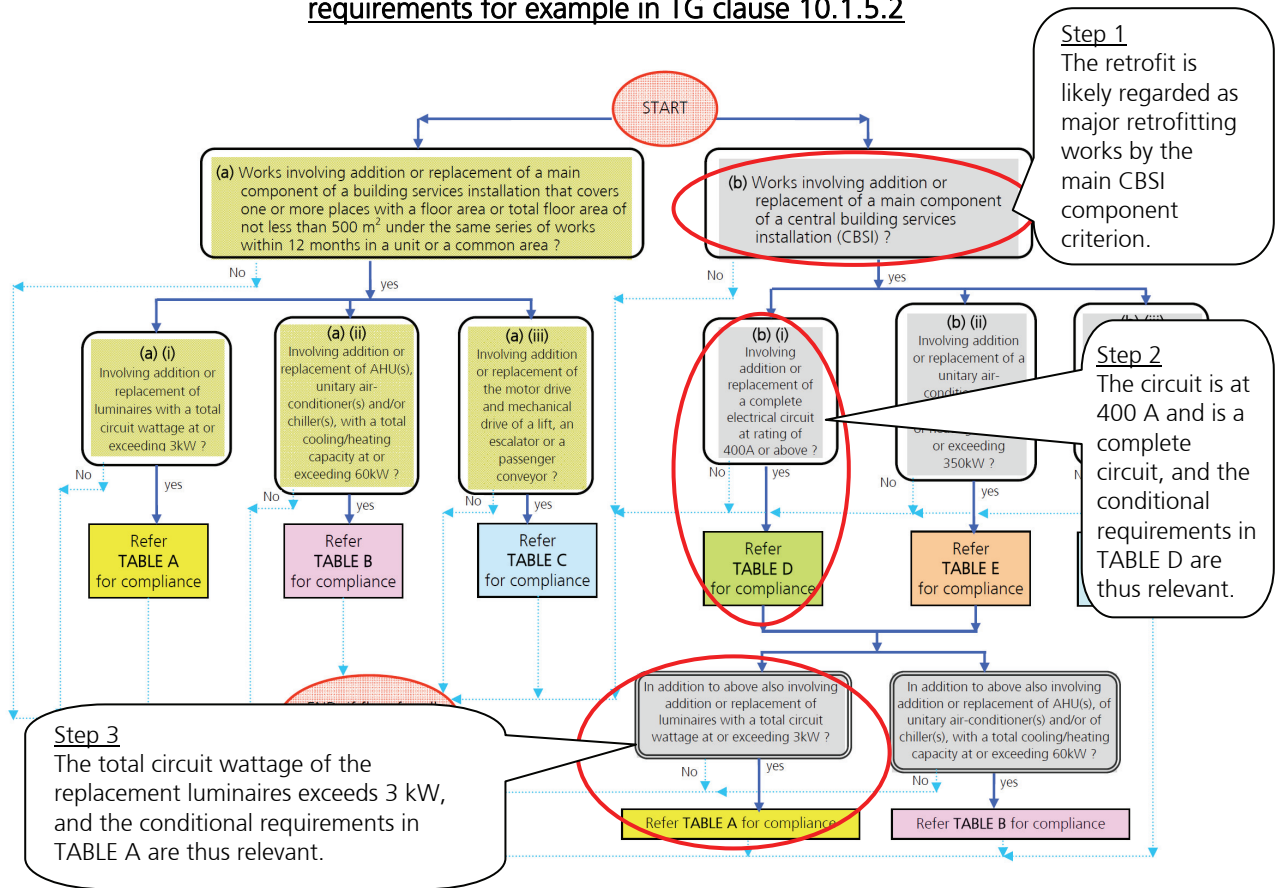 requirements for example in TG clause 10.1.5.2
START
Step 1
The retrofit is
likely regarded as
major retrofitting
works by the
main CBSI
component
criterion.
(a) Works involving addition or replacement of a main
component of a building services installation that covers
one or more places with a floor area or total floor area of
not less than 500 m² under the same series of works
within 12 months in a unit or a common area ?
(b) Works involving addition or
replacement of a main component
of a central building services
installation (CBSI) ?
No
yes
No
yes
(a) (i)
Involving addition or
replacement of
luminaires with a total
circuit wattage at or
exceeding 3kW ?
(a) (ii)
Involving addition or
replacement of AHU(s),
unitary air-
conditioner(s) and/or
chiller(s), with a total
cooling/heating
capacity at or
exceeding 60kW ?
(a) (iii)
Involving addition
or replacement of
the motor drive
and mechanical
drive of a lift, an
escalator or a
passenger
conveyor ?
(b) (i)
Involving
addition or
replacement of
a complete
electrical circuit
at rating of
400A or above ?
(b) (ii)
Involving addition
or replacement of a
unitary air-
or exceeding
350kW ?
Step 2
The circuit is at
400 A and is a
complete
circuit, and the
conditional
requirements in
TABLE D are
thus relevant.
No
yes
No
yes
No
yes
No
yes
yes
Refer
TABLE A
for compliance
Refer
TABLE B
for compliance
Refer
TABLE C
for compliance
Refer
TABLE D
for compliance
Refer
TABLE E
for compliance
In addition to above also involving
addition or replacement of
luminaires with a total circuit
wattage at or exceeding 3kW ?
In addition to above also involving
addition or replacement of AHU(s), of
unitary air-conditioner(s) and/or of
chiller(s), with a total cooling/heating
capacity at or exceeding 60kW ?
No
yes
No
yes
Refer TABLE A for compliance
Refer TABLE B for compliance
Step 3
The total circuit wattage of the
replacement luminaires exceeds 3 kW,
and the conditional requirements in
TABLE A are thus relevant.